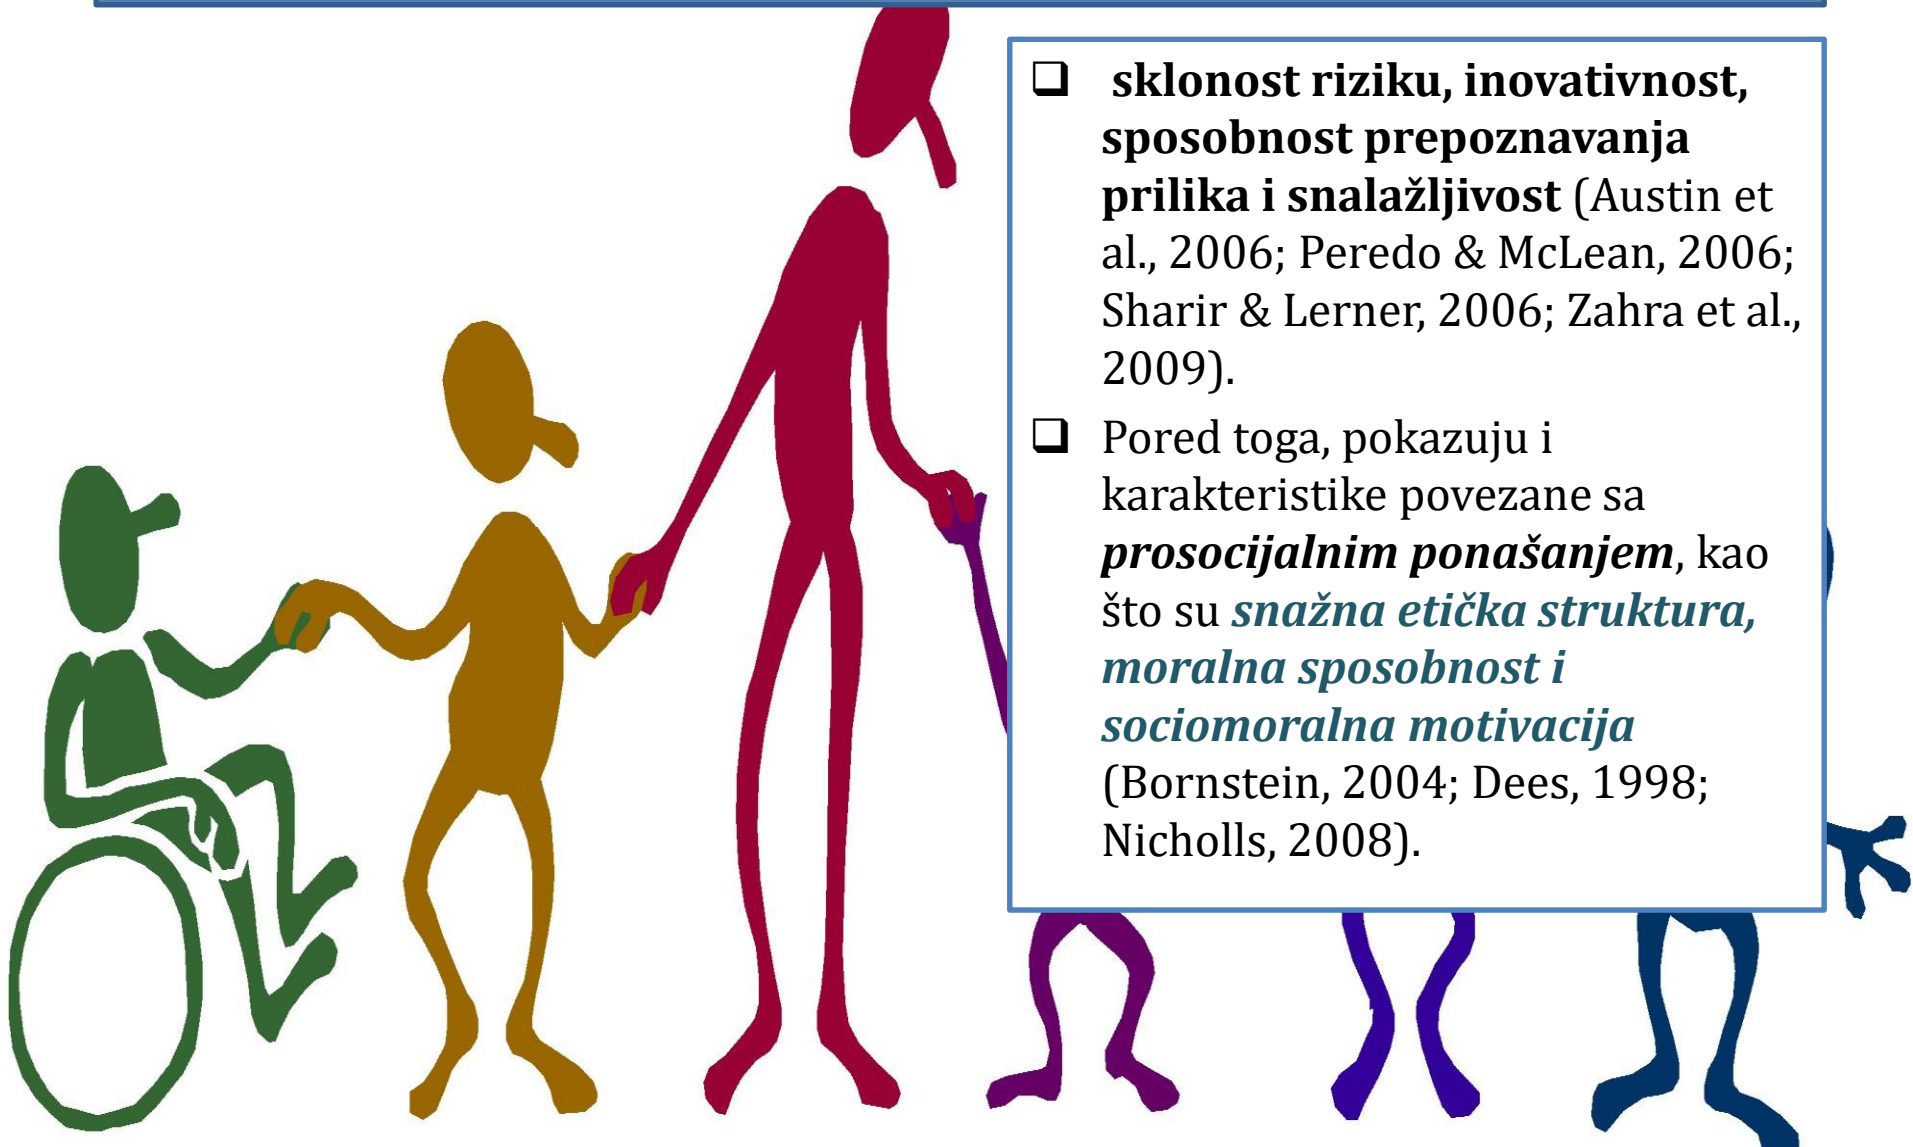 ❑ sklonost riziku, inovativnost,
sposobnost prepoznavanja
prilika i snalažljivost (Austin et
al., 2006; Peredo & McLean, 2006;
Sharir & Lerner, 2006; Zahra et al.,
2009).
❑ Pored toga, pokazuju i
karakteristike povezane sa
prosocijalnim ponašanjem, kao
što su snažna etička struktura,
moralna sposobnost i
sociomoralna motivacija
(Bornstein, 2004; Dees, 1998;
Nicholls, 2008).